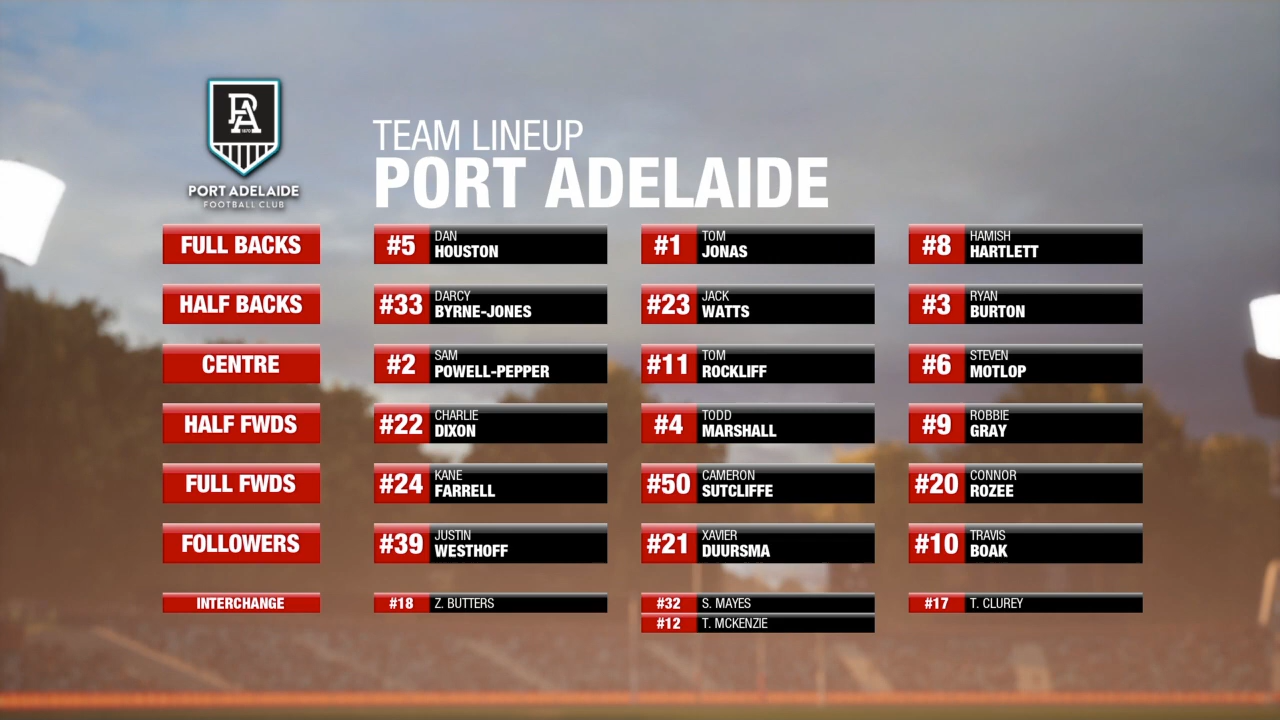 PA
1870
PORT ADELAIDE
FOOTBALL CLUB
TEAM LINEUP
PORT ADELAIDE
FULL BACKS #5 DAN HOUSTON #1 TOM JONAS #8 HAMISH HARTLETT
HALF BACKS #33 DARCY BYRNE-JONES #23 JACK WATTS #3 RYAN BURTON
CENTRE #2 SAM POWELL-PEPPER #11 TOM ROCKLIFF #6 STEVEN MOTLOP
HALF FWDS #22 CHARLIE DIXON #4 TODD MARSHALL #9 ROBBIE GRAY
FULL FWDS #24 KANE FARRELL #50 CAMERON SUTCLIFFE #20 CONNOR ROZEE
FOLLOWERS #39 JUSTIN WESTHOFF #21 XAVIER DUURSMA #10 TRAVIS BOAK
INTERCHANGE #18 Z. BUTTERS #32 S. MAYES #17 T. CLUREY
#12 T. MCKENZIE